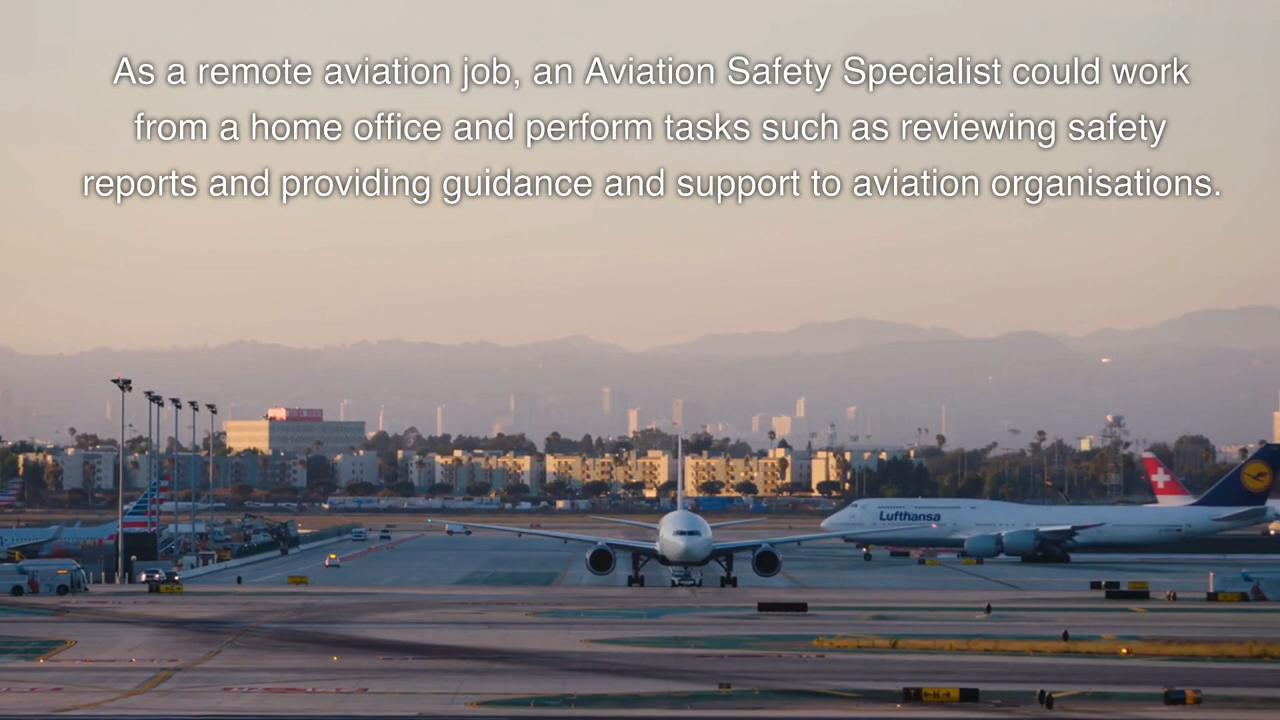 As a remote aviation job, an Aviation Safety Specialist could work
from a home office and perform tasks such as reviewing safety
reports and providing guidance and support to aviation organisations.
Lufthansa